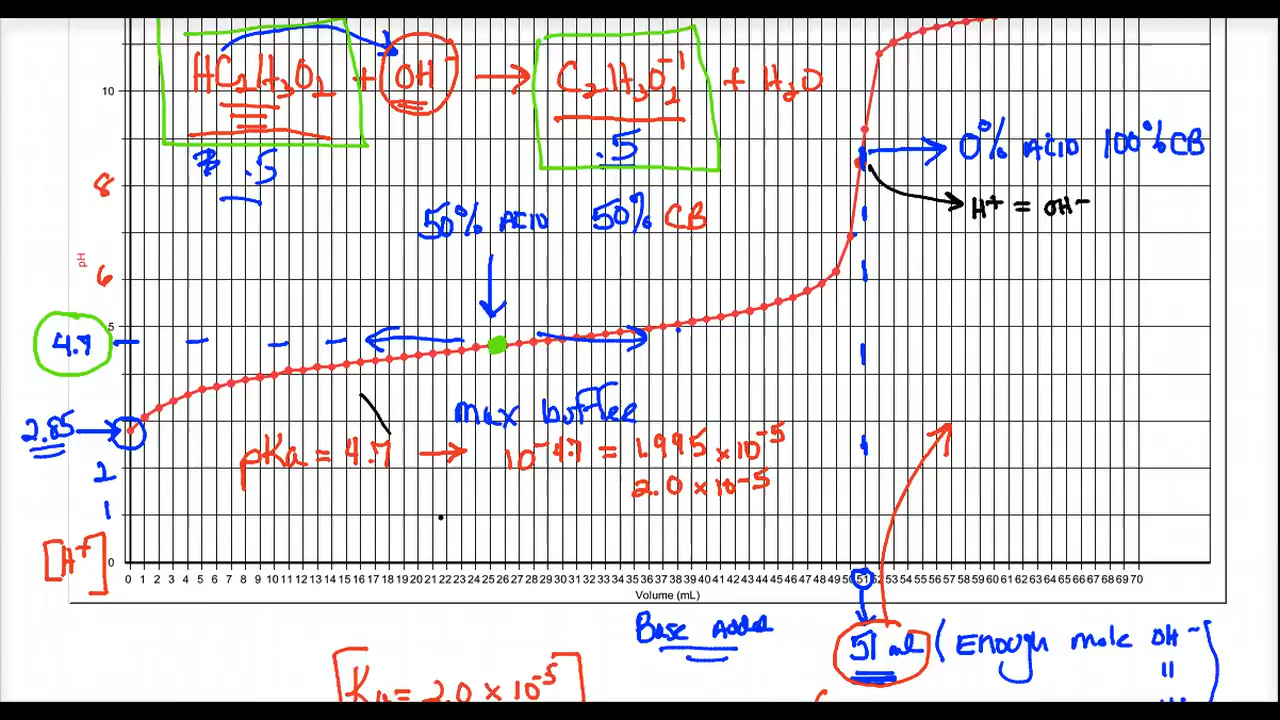 HC2H3O2 + OH⁻ → C2H3O2⁻¹ + H2O
10
.5 .5
0% ACID 100% CB
8
H⁺ = OH⁻
50% ACID 50% CB
pH
6
5
4.7
max buffer
2.85
pKa = 4.7 → 10^-4.7 = 1.995 x 10^-5
2.0 x 10^-5
2
1
[H⁺]
0
0 1 2 3 4 5 6 7 8 9 10 11 12 13 14 15 16 17 18 19 20 21 22 23 24 25 26 27 28 29 30 31 32 33 34 35 36 37 38 39 40 41 42 43 44 45 46 47 48 49 50 51 52 53 54 55 56 57 58 59 60 61 62 63 64 65 66 67 68 69 70
Volume (mL)
Base Added
51 ml (Enough mole OH⁻
Ka = 2.0 x 10^-5